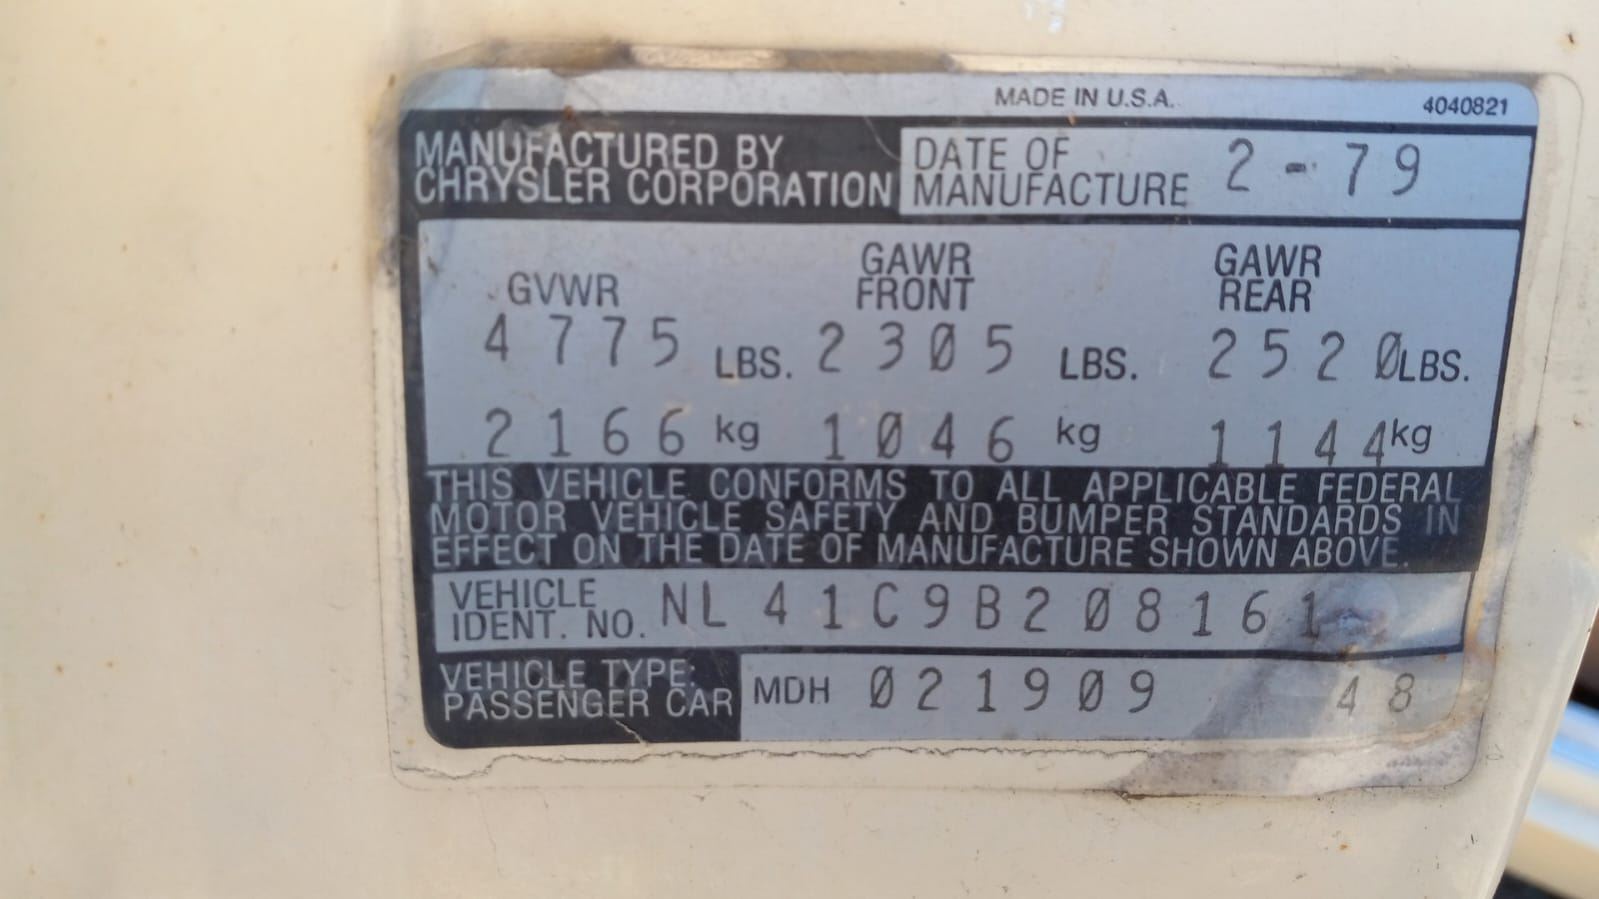 MADE IN U.S.A. 4040821
MANUFACTURED BY
CHRYSLER CORPORATION
DATE OF
MANUFACTURE 2-79
GVWR
4775 LBS.
2166 kg
GAWR
FRONT
2305 LBS.
1046 kg
GAWR
REAR
2520 LBS.
1144 kg
THIS VEHICLE CONFORMS TO ALL APPLICABLE FEDERAL
MOTOR VEHICLE SAFETY AND BUMPER STANDARDS IN
EFFECT ON THE DATE OF MANUFACTURE SHOWN ABOVE.
VEHICLE
IDENT. NO. NL41C9B208161
VEHICLE TYPE:
PASSENGER CAR
MDH 021909 48